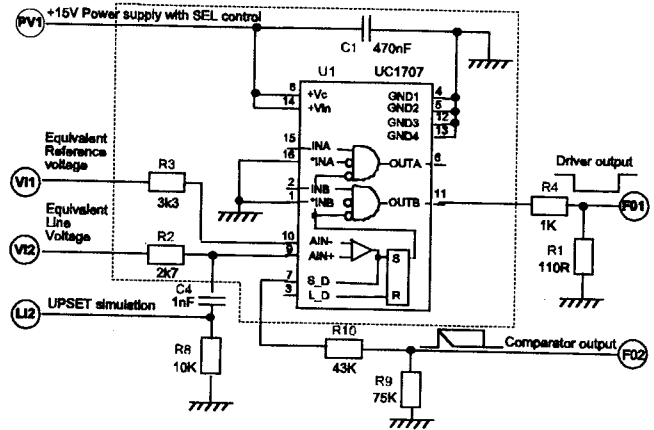 PV1
+15V Power supply with SEL control
C1
470nF
U1
UC1707
+Vc
14
+Vin
GND1
4
GND2
5
GND3
12
GND4
13
Equivalent
Reference
voltage
15
INA
16
*INA
OUTA
6
Driver output
VI1
R3
3k3
2
INB
1
*INB
OUTB
11
R4
1K
F01
Equivalent
Line
Voltage
10
AIN-
9
AIN+
R1
110R
VI2
R2
2k7
7
S_D
S
3
L_D
R
C4
1nF
LI2
UPSET simulation
R8
10K
R10
43K
Comparator output
F02
R9
75K